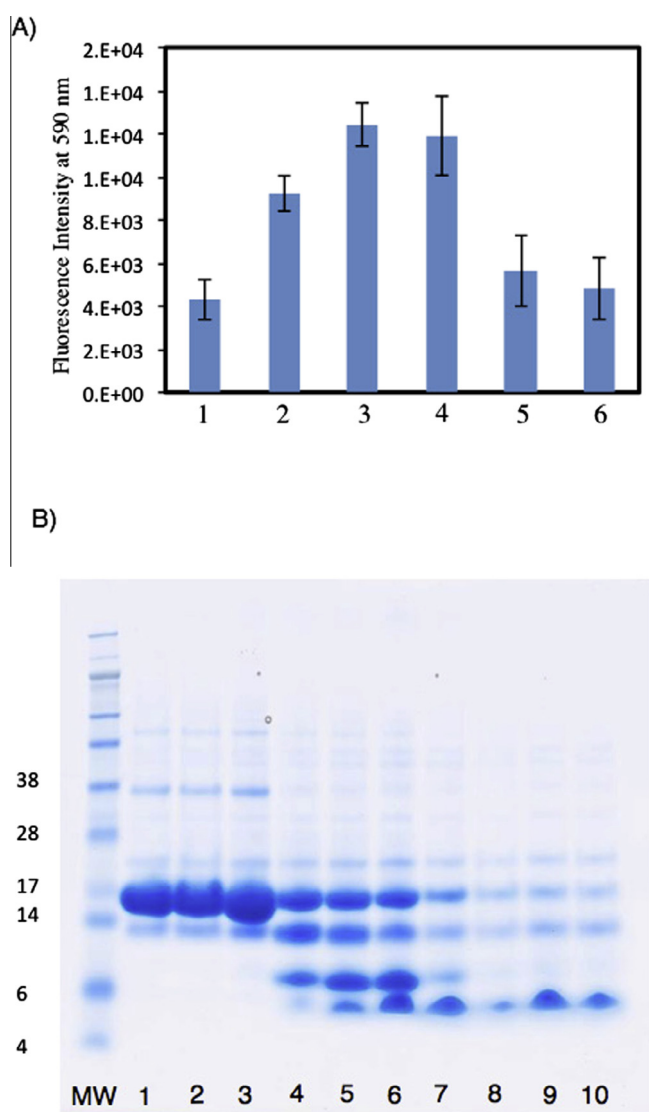 A)
Fluorescence Intensity at 590 nm
2.E+04
1.E+04
1.E+04
1.E+04
8.E+03
6.E+03
4.E+03
2.E+03
0.E+00
1 2 3 4 5 6
B)
38
28
17
14
6
4
MW 1 2 3 4 5 6 7 8 9 10